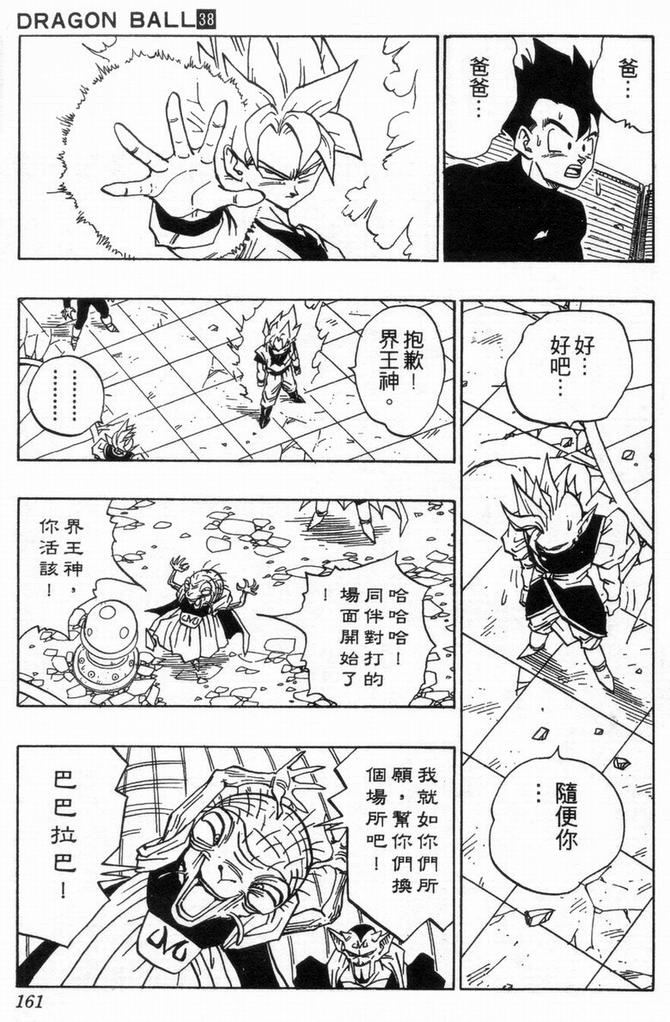 DRAGON BALL 38
爸…
爸爸…
好…
好吧…
隨便你
…
抱歉！
界王神。
………
………
哈哈哈！
同伴對打的
場面開始了
界王神，
你活該！
我就如你們所
願，幫你們換
個場所吧！
巴巴拉巴！
161